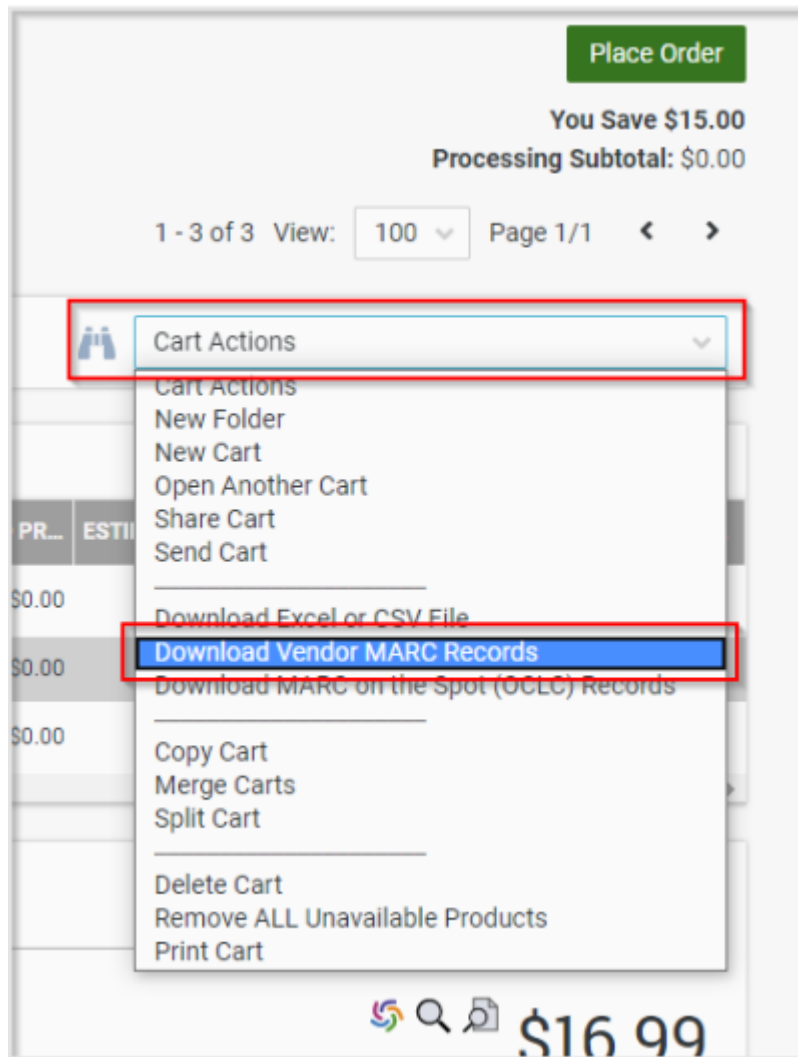 Place Order
You Save $15.00
Processing Subtotal: $0.00
1 - 3 of 3 View: 100 Page 1/1
Cart Actions
Cart Actions
New Folder
New Cart
Open Another Cart
Share Cart
PR... ESTI
Send Cart
$0.00
Download Excel or CSV File
Download Vendor MARC Records
$0.00
Download MARC on the Spot (OCLC) Records
$0.00
Copy Cart
Merge Carts
Split Cart
Delete Cart
Remove ALL Unavailable Products
Print Cart
$16.99